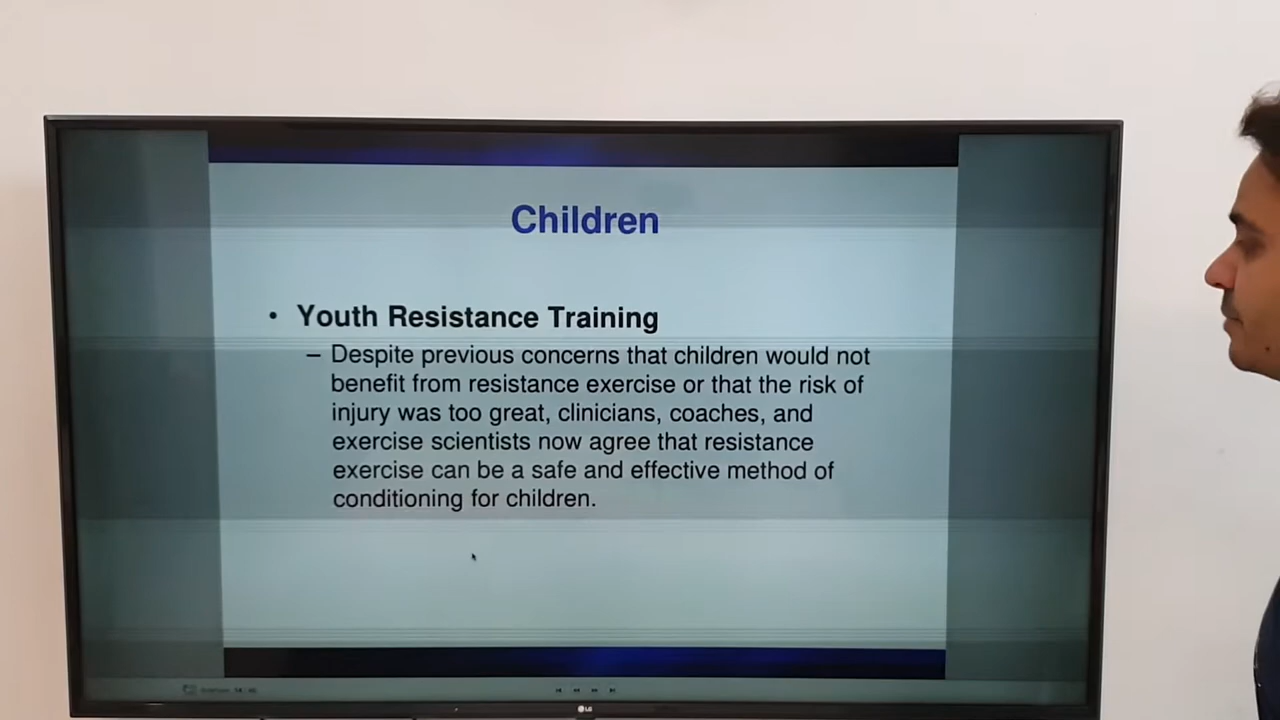 Children
• Youth Resistance Training
– Despite previous concerns that children would not
benefit from resistance exercise or that the risk of
injury was too great, clinicians, coaches, and
exercise scientists now agree that resistance
exercise can be a safe and effective method of
conditioning for children.
LG